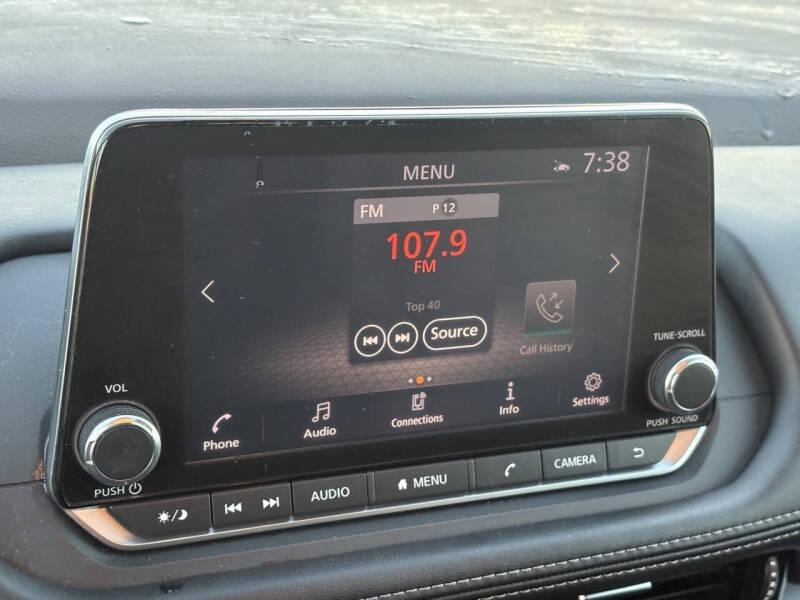 MENU
7:38
FM P 12
107.9
FM
Top 40
Source
Call History
Phone Audio Connections Info Settings
VOL
PUSH
TUNE-SCROLL
PUSH SOUND
AUDIO MENU CAMERA